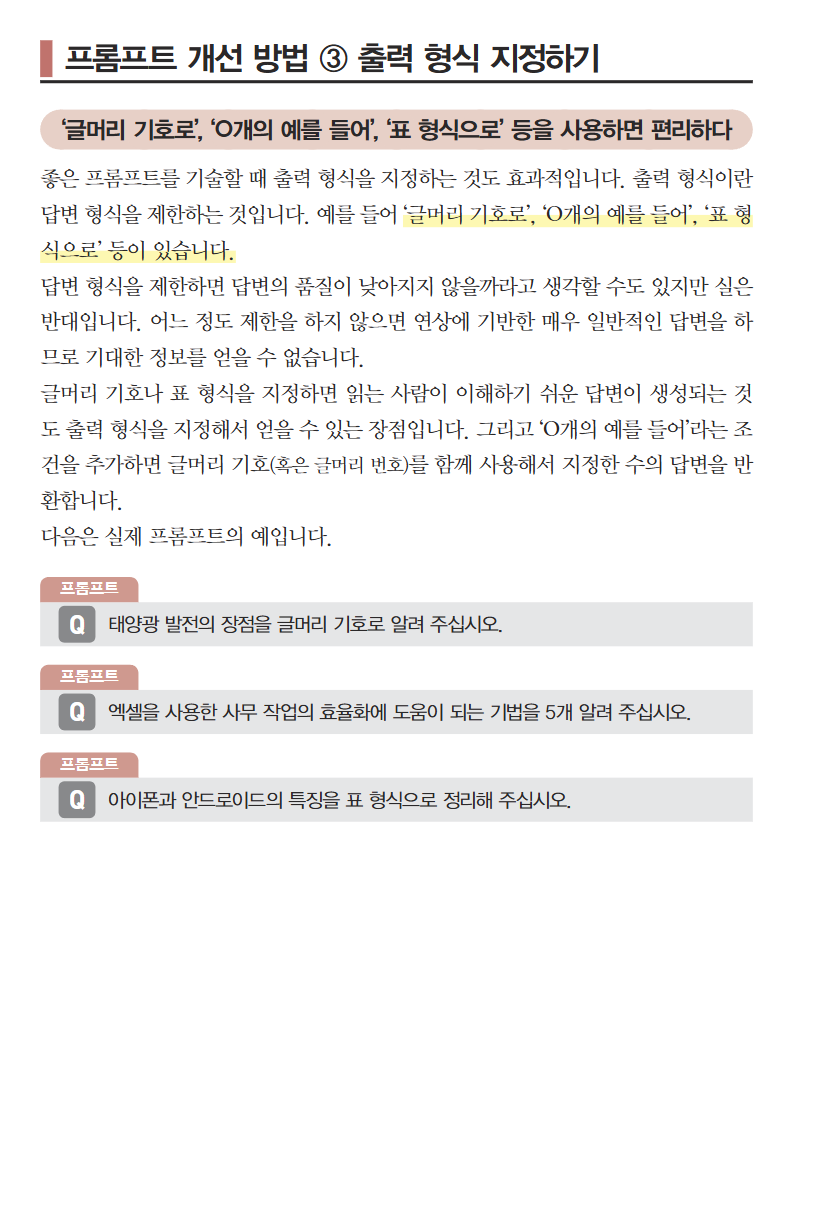 프롬프트 개선 방법 ③ 출력 형식 지정하기
‘글머리 기호로’, ‘O개의 예를 들어’, ‘표 형식으로’ 등을 사용하면 편리하다
좋은 프롬프트를 기술할 때 출력 형식을 지정하는 것도 효과적입니다. 출력 형식이란
답변 형식을 제한하는 것입니다. 예를 들어 ‘글머리 기호로’, ‘O개의 예를 들어’, ‘표 형
식으로’ 등이 있습니다.
답변 형식을 제한하면 답변의 품질이 낮아지지 않을까라고 생각할 수도 있지만 실은
반대입니다. 어느 정도 제한을 하지 않으면 연상에 기반한 매우 일반적인 답변을 하
므로 기대한 정보를 얻을 수 없습니다.
글머리 기호나 표 형식을 지정하면 읽는 사람이 이해하기 쉬운 답변이 생성되는 것
도 출력 형식을 지정해서 얻을 수 있는 장점입니다. 그리고 ‘O개의 예를 들어’라는 조
건을 추가하면 글머리 기호(혹은 글머리 번호)를 함께 사용해서 지정한 수의 답변을 반
환합니다.
다음은 실제 프롬프트의 예입니다.
프롬프트
Q 태양광 발전의 장점을 글머리 기호로 알려 주십시오.
프롬프트
Q 엑셀을 사용한 사무 작업의 효율화에 도움이 되는 기법을 5개 알려 주십시오.
프롬프트
Q 아이폰과 안드로이드의 특징을 표 형식으로 정리해 주십시오.